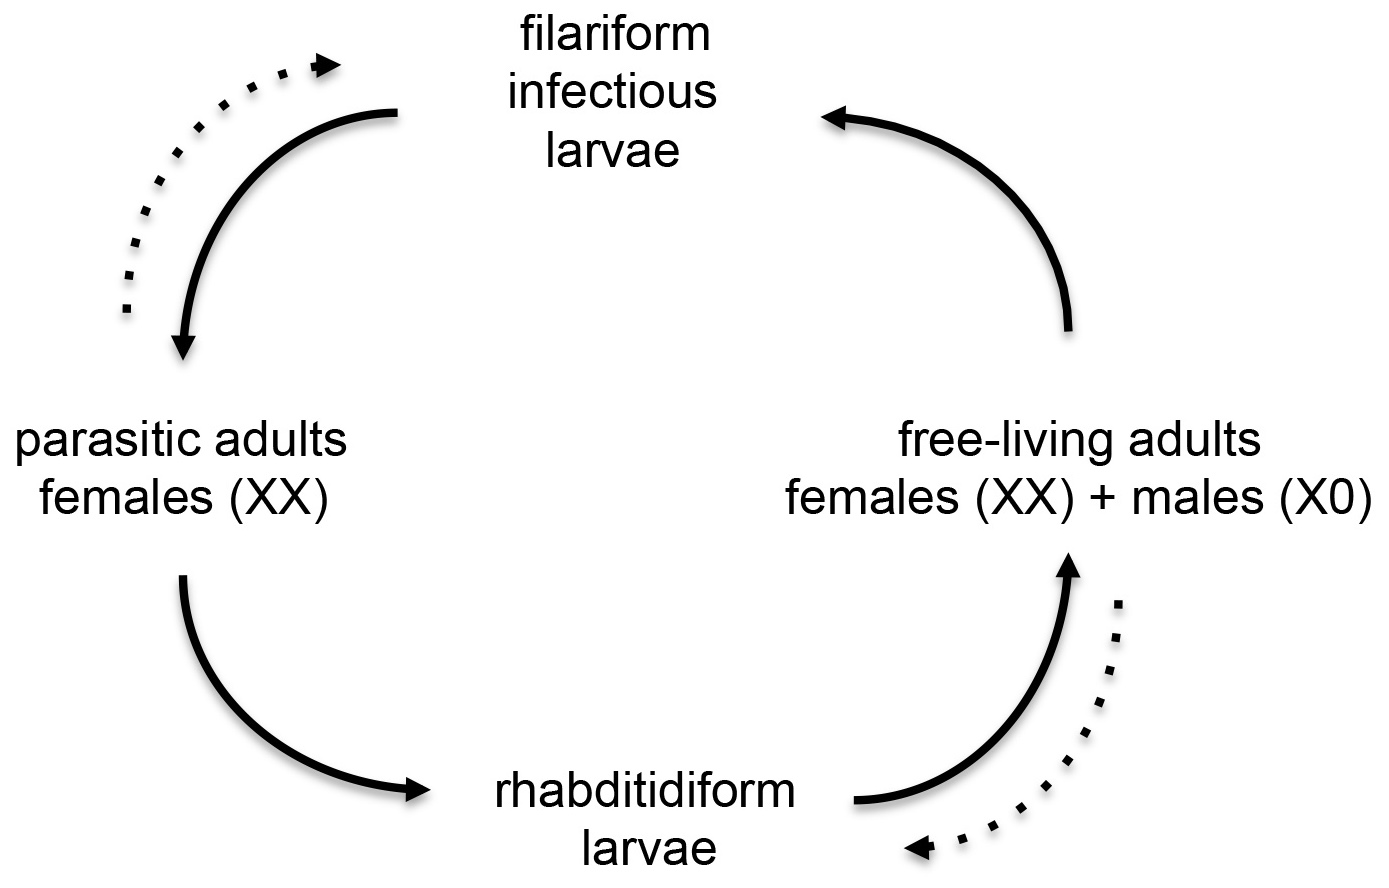 filariform
infectious
larvae
parasitic adults
females (XX)
free-living adults
females (XX) + males (X0)
rhabditidiform
larvae